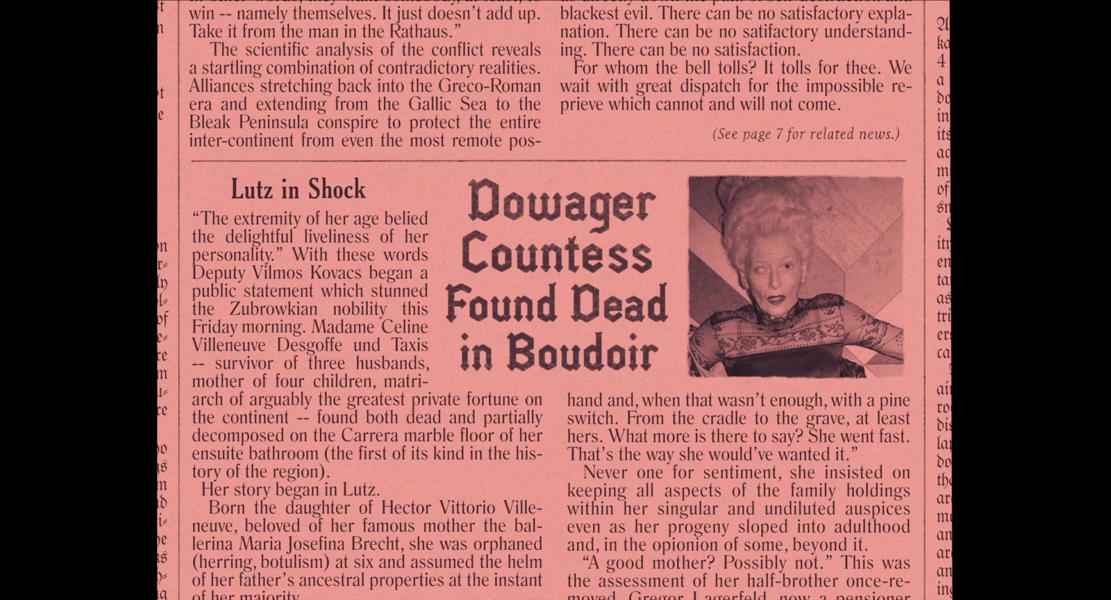 win -- namely themselves. It just doesn't add up.
Take it from the man in the Rathaus."
The scientific analysis of the conflict reveals
a startling combination of contradictory realities.
Alliances stretching back into the Greco-Roman
era and extending from the Gallic Sea to the
Bleak Peninsula conspire to protect the entire
inter-continent from even the most remote pos-
blackest evil. There can be no satisfactory expla-
nation. There can be no satifactory understand-
ing. There can be no satisfaction.
For whom the bell tolls? It tolls for thee. We
wait with great dispatch for the impossible re-
prieve which cannot and will not come.
(See page 7 for related news.)
Lutz in Shock
Dowager
Countess
Found Dead
in Boudoir
"The extremity of her age belied
the delightful liveliness of her
personality." With these words
Deputy Vilmos Kovacs began a
public statement which stunned
the Zubrowkian nobility this
Friday morning. Madame Celine
Villeneuve Desgoffe und Taxis
-- survivor of three husbands,
mother of four children, matri-
arch of arguably the greatest private fortune on
the continent -- found both dead and partially
decomposed on the Carrera marble floor of her
ensuite bathroom (the first of its kind in the his-
tory of the region).
Her story began in Lutz.
Born the daughter of Hector Vittorio Ville-
neuve, beloved of her famous mother the bal-
lerina Maria Josefina Brecht, she was orphaned
(herring, botulism) at six and assumed the helm
of her father's ancestral properties at the instant
of her majority.
hand and, when that wasn't enough, with a pine
switch. From the cradle to the grave, at least
hers. What more is there to say? She went fast.
That's the way she would've wanted it."
Never one for sentiment, she insisted on
keeping all aspects of the family holdings
within her singular and undiluted auspices
even as her progeny sloped into adulthood
and, in the opionion of some, beyond it.
"A good mother? Possibly not." This was
the assessment of her half-brother once-re-
moved, Gregor Lagerfeld, now a pensioner